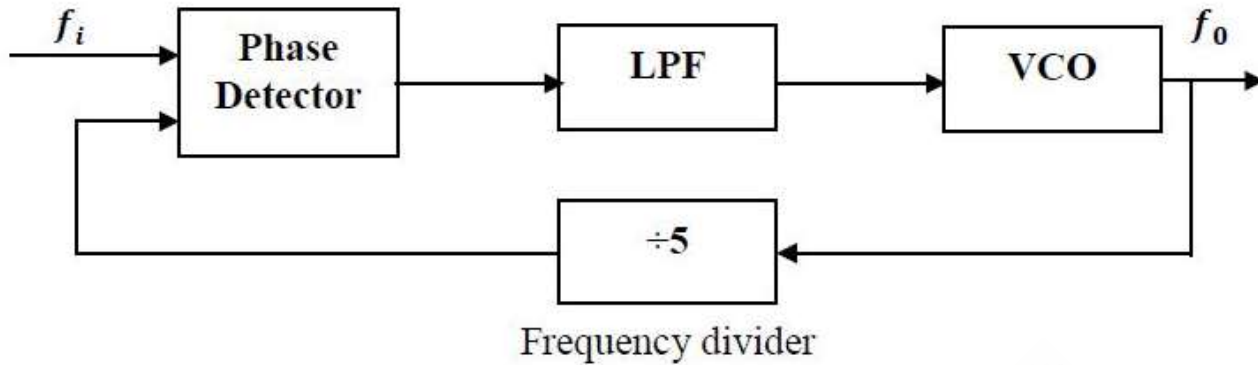 f_i
Phase
Detector
LPF
VCO
f_0
÷5
Frequency divider